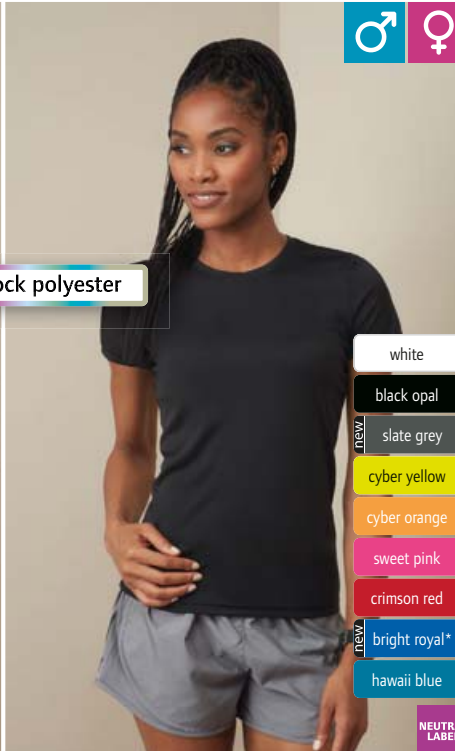 ock polyester
white
black opal
new
slate grey
cyber yellow
cyber orange
sweet pink
crimson red
new
bright royal*
hawaii blue
NEUTR
LABE